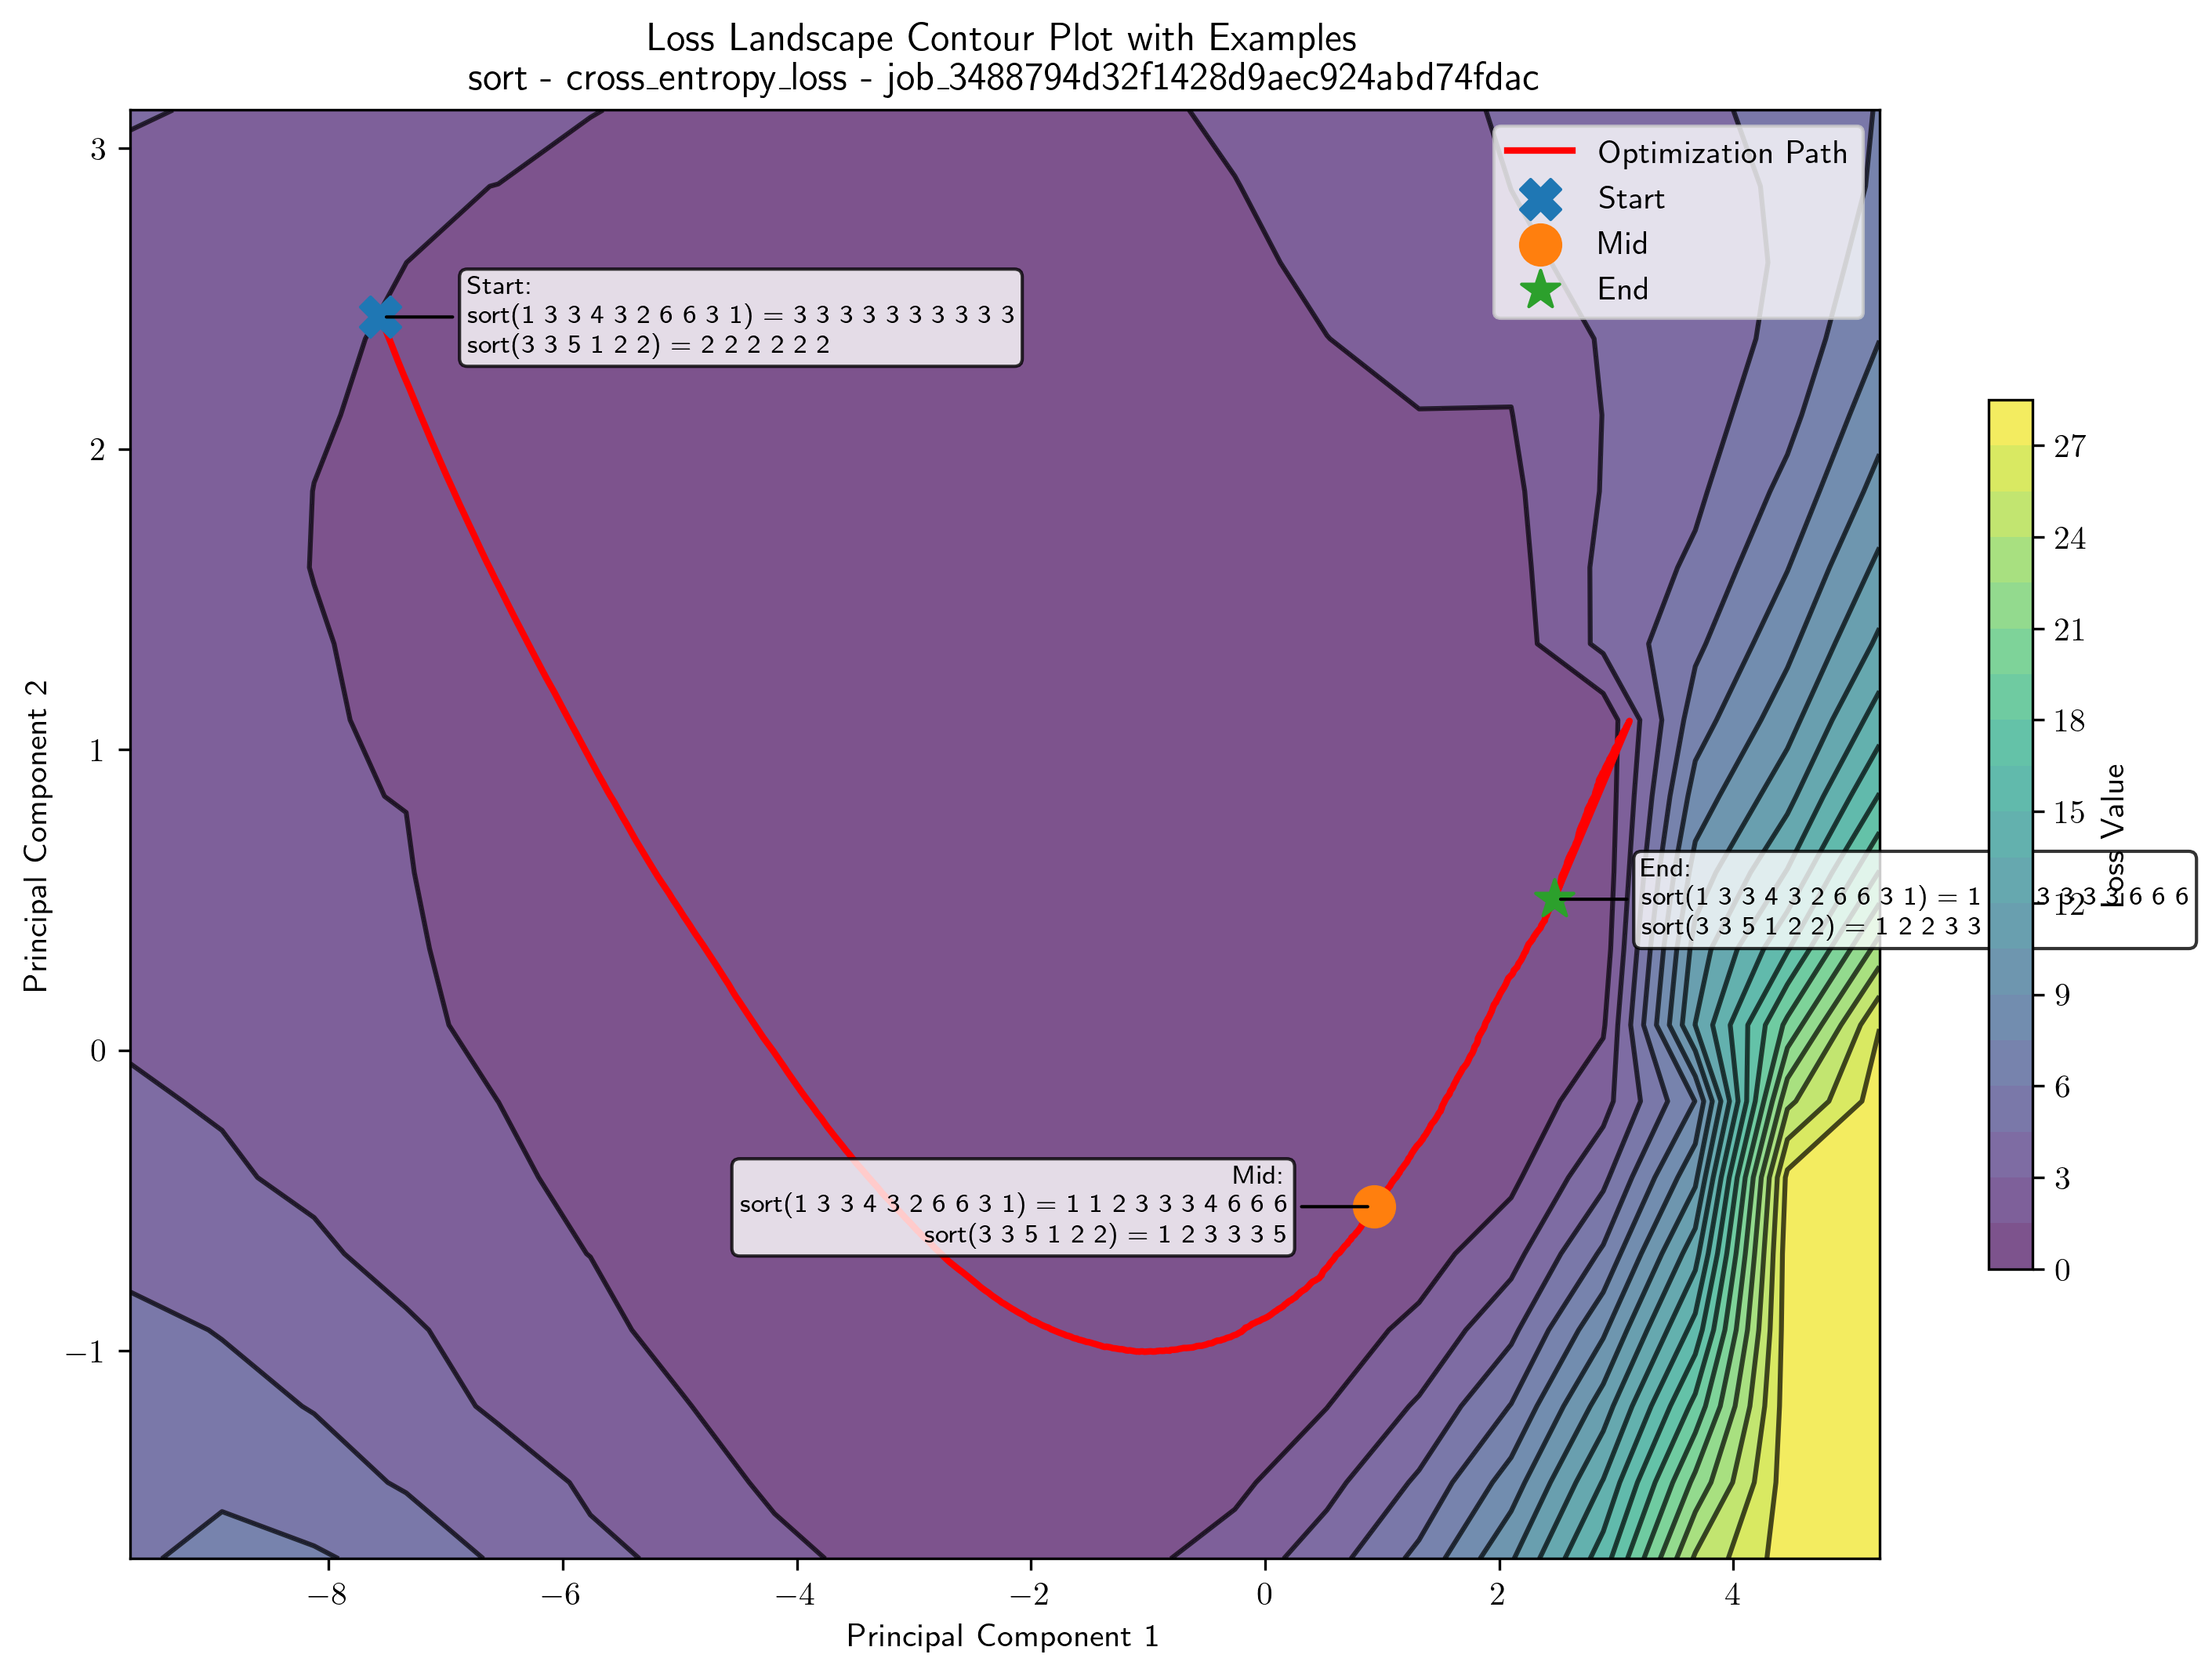 Loss Landscape Contour Plot with Examples
sort - cross_entropy_loss - job_3488794d32f1428d9aec924abd74fdac
Optimization Path
Start
Mid
End
Start:
sort(1 3 3 4 3 2 6 6 3 1) = 3 3 3 3 3 3 3 3 3 3
sort(3 3 5 1 2 2) = 2 2 2 2 2 2
End:
sort(1 3 3 4 3 2 6 6 3 1) = 1 3 3 3 3 6 6 6
sort(3 3 5 1 2 2) = 1 2 2 3 3
Mid:
sort(1 3 3 4 3 2 6 6 3 1) = 1 1 2 3 3 3 4 6 6 6
sort(3 3 5 1 2 2) = 1 2 3 3 3 5
3
2
1
0
−1
Principal Component 2
−8
−6
−4
−2
0
2
4
Principal Component 1
27
24
21
18
15
12
9
6
3
0
Loss Value